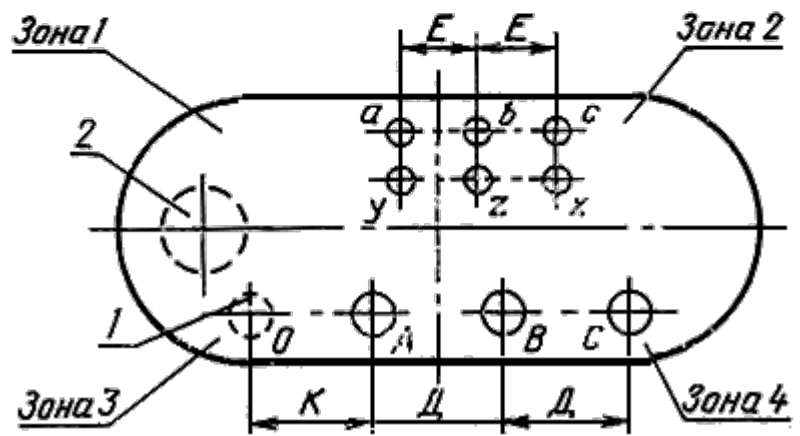 Зона 1
E E
Зона 2
a b c
2
y z x
1
O A B C
Зона 3
К Д Д
Зона 4